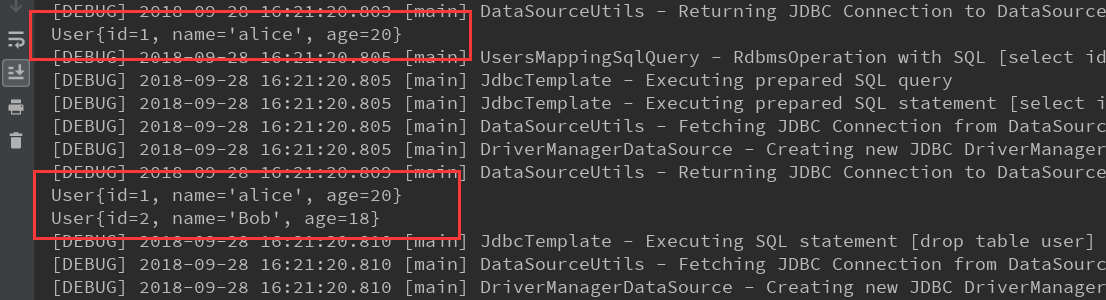 [DEBUG] 2018-09-28 16:21:20.803 [main] DataSourceUtils - Returning JDBC Connection to DataSource
User{id=1, name='alice', age=20}
[DEBUG] 2018-09-28 16:21:20.805 [main] UsersMappingSqlQuery - RdbmsOperation with SQL [select id
[DEBUG] 2018-09-28 16:21:20.805 [main] JdbcTemplate - Executing prepared SQL query
[DEBUG] 2018-09-28 16:21:20.805 [main] JdbcTemplate - Executing prepared SQL statement [select i
[DEBUG] 2018-09-28 16:21:20.805 [main] DataSourceUtils - Fetching JDBC Connection from DataSourc
[DEBUG] 2018-09-28 16:21:20.805 [main] DriverManagerDataSource - Creating new JDBC DriverManager
[DEBUG] 2018-09-28 16:21:20.809 [main] DataSourceUtils - Returning JDBC Connection to DataSource
User{id=1, name='alice', age=20}
User{id=2, name='Bob', age=18}
[DEBUG] 2018-09-28 16:21:20.810 [main] JdbcTemplate - Executing SQL statement [drop table user]
[DEBUG] 2018-09-28 16:21:20.810 [main] DataSourceUtils - Fetching JDBC Connection from DataSourc
[DEBUG] 2018-09-28 16:21:20.810 [main] DriverManagerDataSource - Creating new JDBC DriverManager